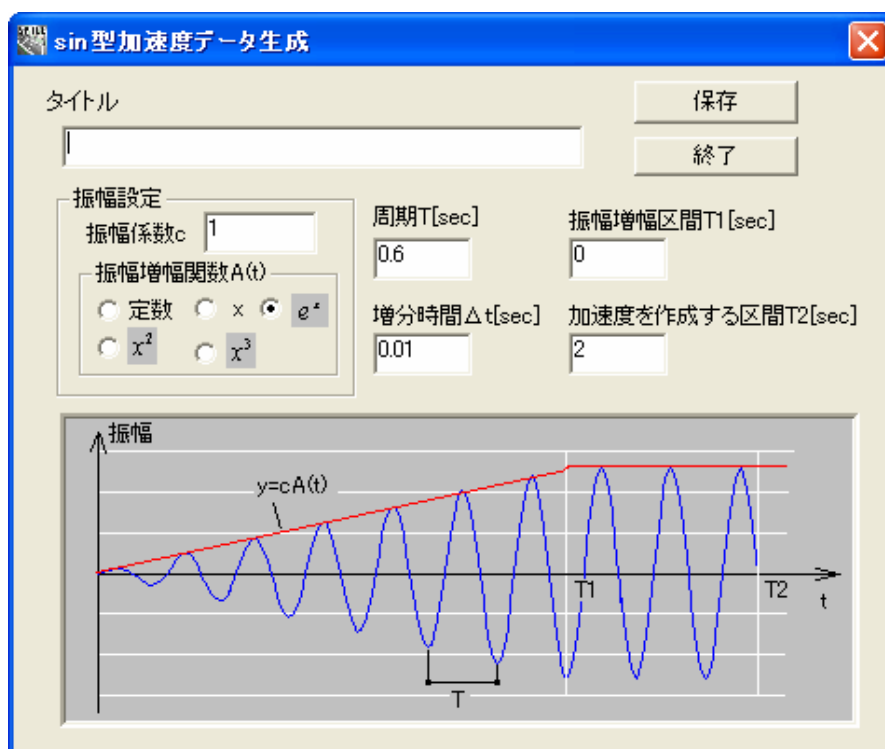 sin型加速度データ生成
タイトル
保存
終了
振幅設定
振幅係数c 1
振幅増幅関数A(t)
定数 x e^x
x^2 x^3
周期T[sec]
0.6
振幅増幅区間T1[sec]
0
増分時間Δt[sec]
0.01
加速度を作成する区間T2[sec]
2
振幅
y=cA(t)
T1
T2
t
T